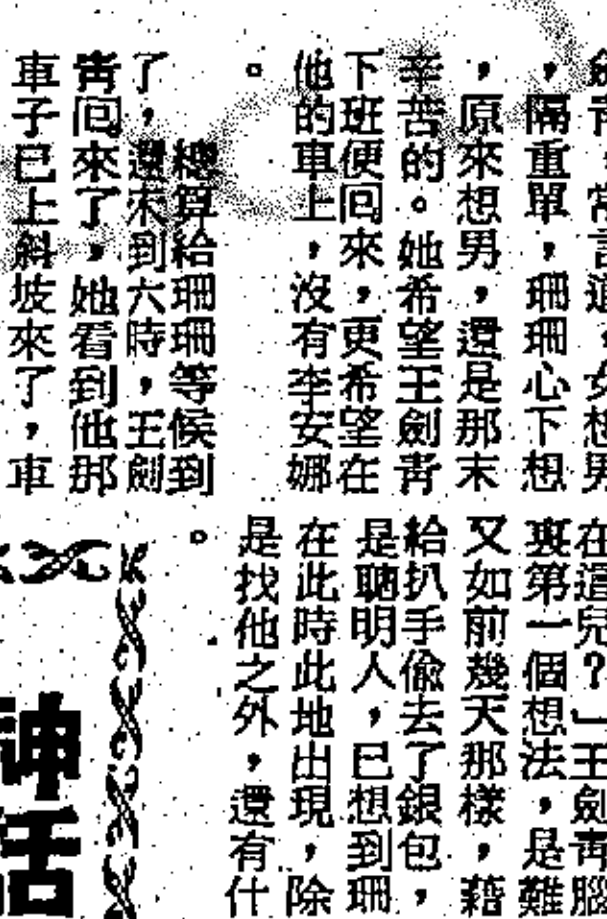 劍青，常言道，女想男
，隔重單，珊珊心下想
，原來想男，還是那末
辛苦的。她希望王劍青
下班便囘來，更希望在
他的車上，沒有李安娜
。
總算給珊珊等候到
了，還未到六時，王劍
青囘來了，她看到他那
車子已上斜坡來了，車
在這兒？」王劍青腦
裏第一個想法，是難
又如前幾天那樣，藉
給扒手偷去了銀包，
是聰明人，已想到珊
在此時此地出現，除
是找他之外，還有什
。
神話